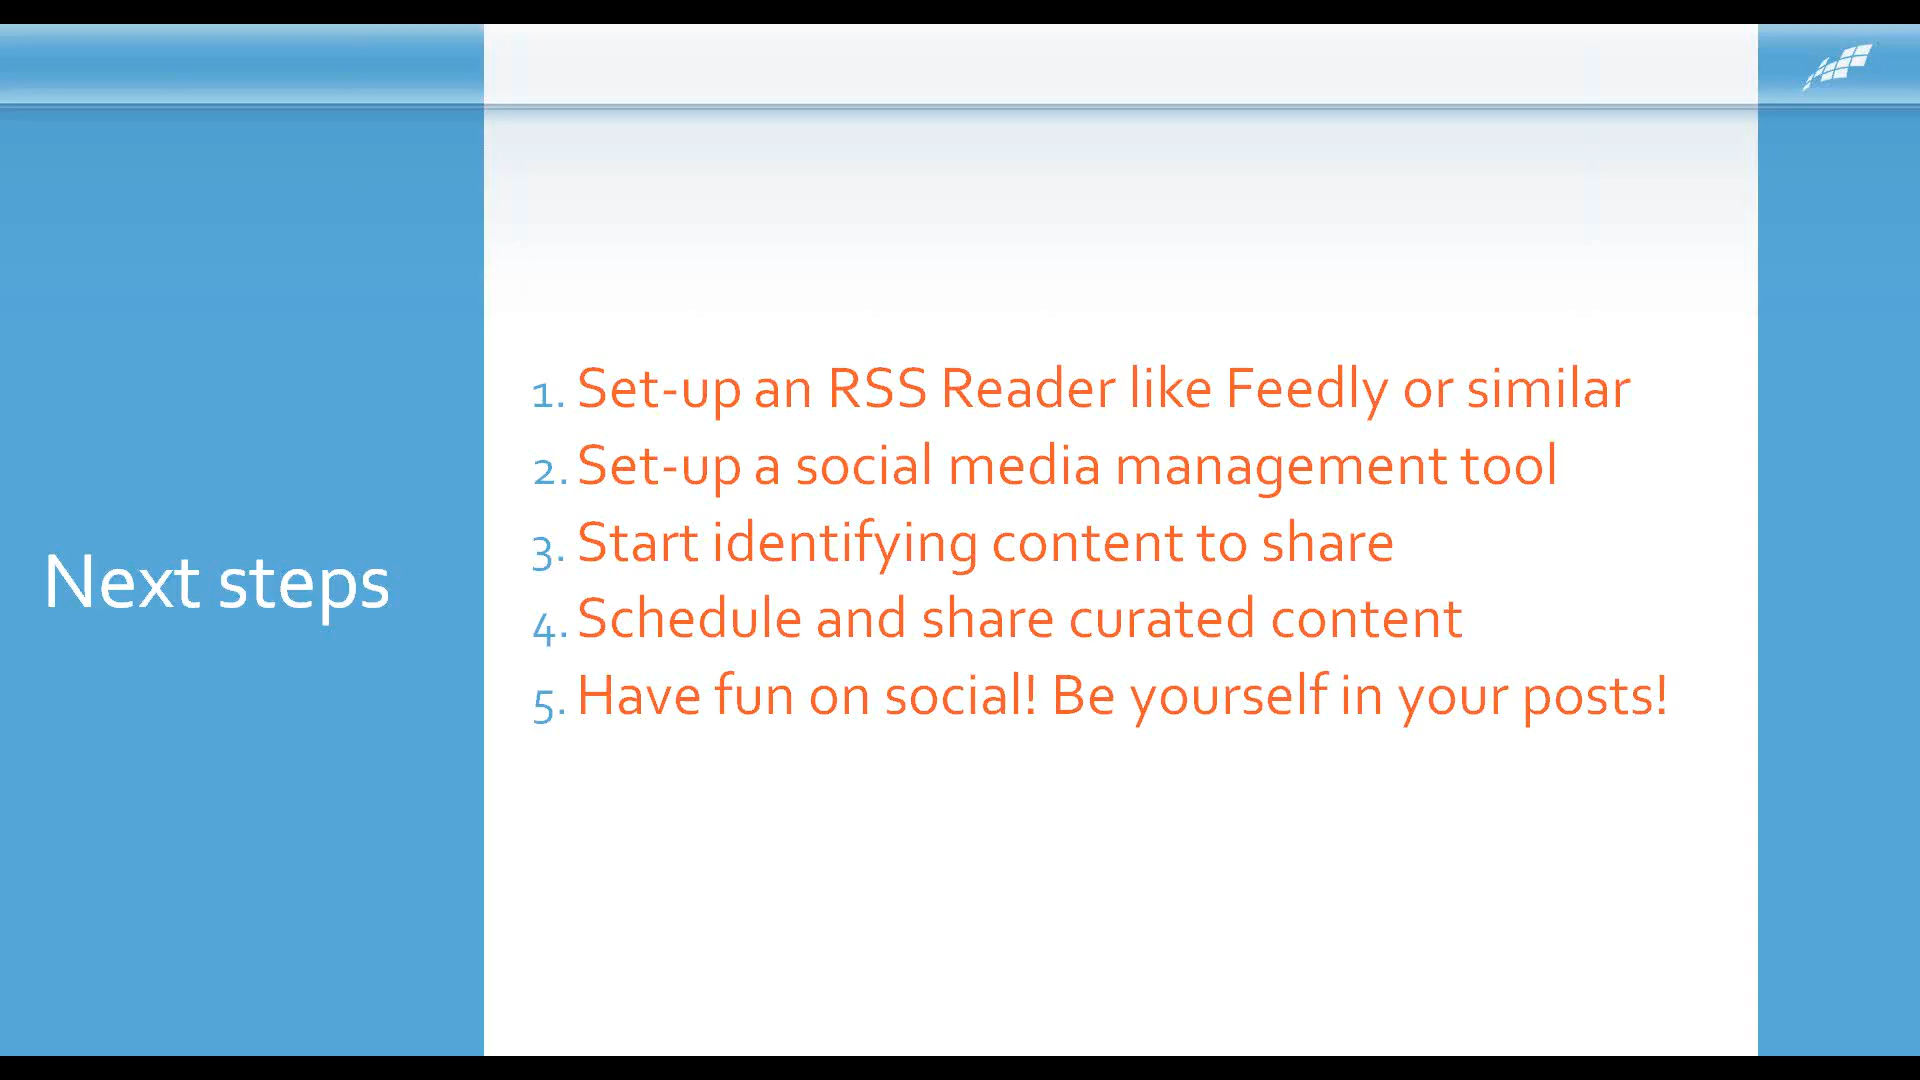 Next steps
1. Set-up an RSS Reader like Feedly or similar
2. Set-up a social media management tool
3. Start identifying content to share
4. Schedule and share curated content
5. Have fun on social! Be yourself in your posts!